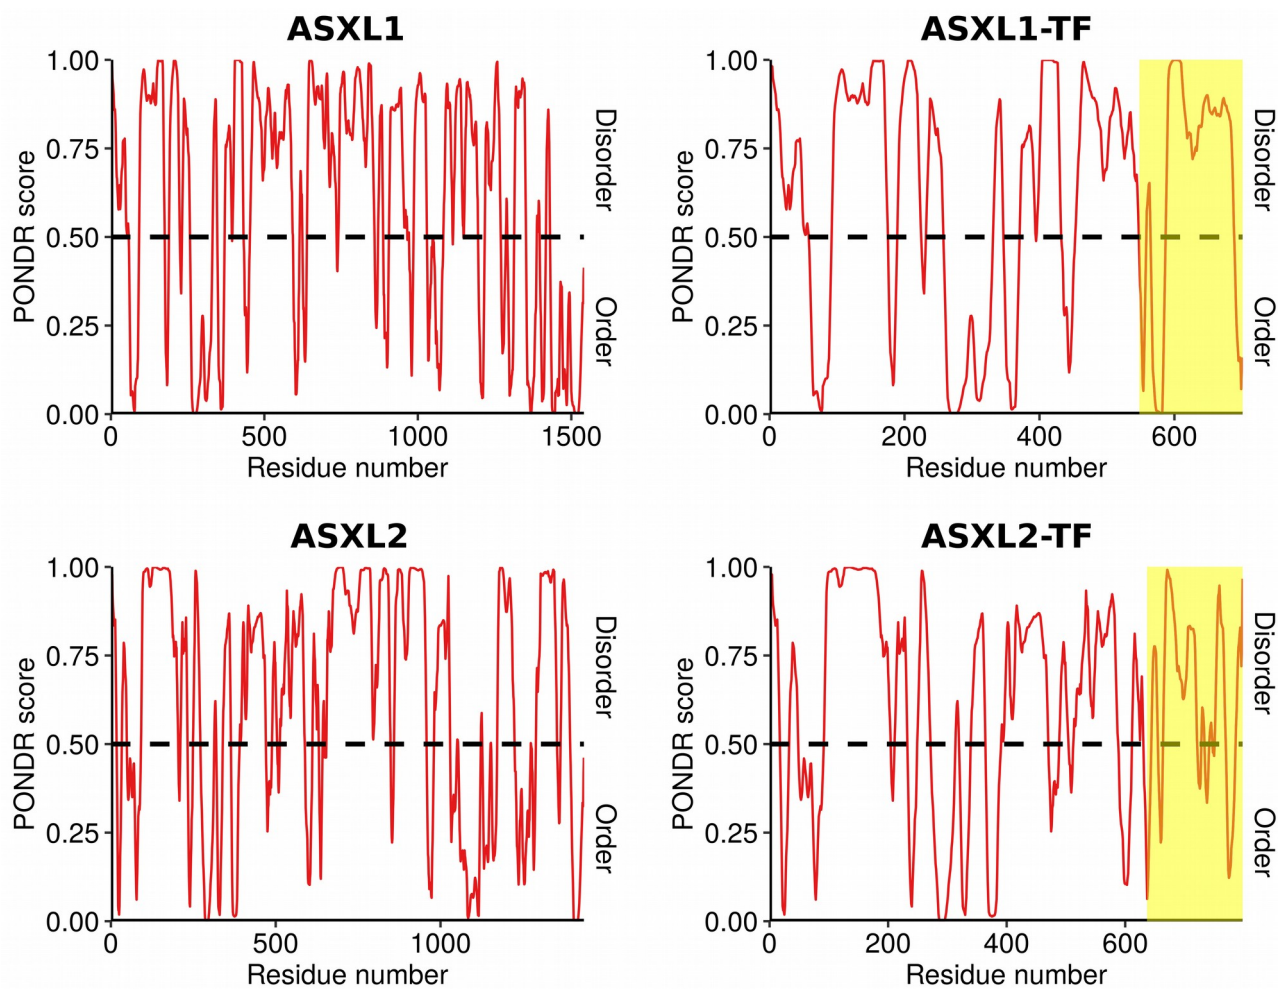 ASXL1
1.00
0.75
0.50
0.25
0.00
PONDR score
Disorder
Order
0 500 1000 1500
Residue number
ASXL1-TF
1.00
0.75
0.50
0.25
0.00
PONDR score
Disorder
Order
0 200 400 600
Residue number
ASXL2
1.00
0.75
0.50
0.25
0.00
PONDR score
Disorder
Order
0 500 1000
Residue number
ASXL2-TF
1.00
0.75
0.50
0.25
0.00
PONDR score
Disorder
Order
0 200 400 600
Residue number